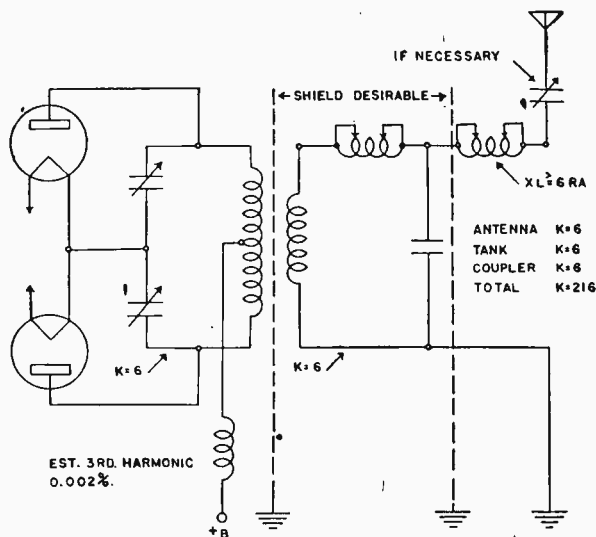 IF NECESSARY
SHIELD DESIRABLE
XL≥6 RA
ANTENNA K=6
TANK K=6
COUPLER K=6
TOTAL K=216
K=6
K=6
EST. 3RD. HARMONIC
0.002%.
+B